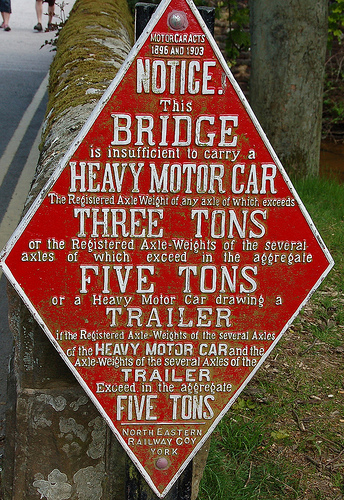 MOTOR CAR ACTS
1896 AND 1903
NOTICE.
This
BRIDGE
is insufficient to carry a
HEAVY MOTOR CAR
The Registered Axle Weight of any axle of which exceeds
THREE TONS
or the Registered Axle-Weights of the several
axles of which exceed in the aggregate
FIVE TONS
or a Heavy Motor Car drawing a
TRAILER
if the Registered Axle-Weights of the several Axles
of the HEAVY MOTOR CAR and the
Axle-Weights of the several Axles of the
TRAILER
Exceed in the aggregate
FIVE TONS
NORTH EASTERN
RAILWAY COY
YORK